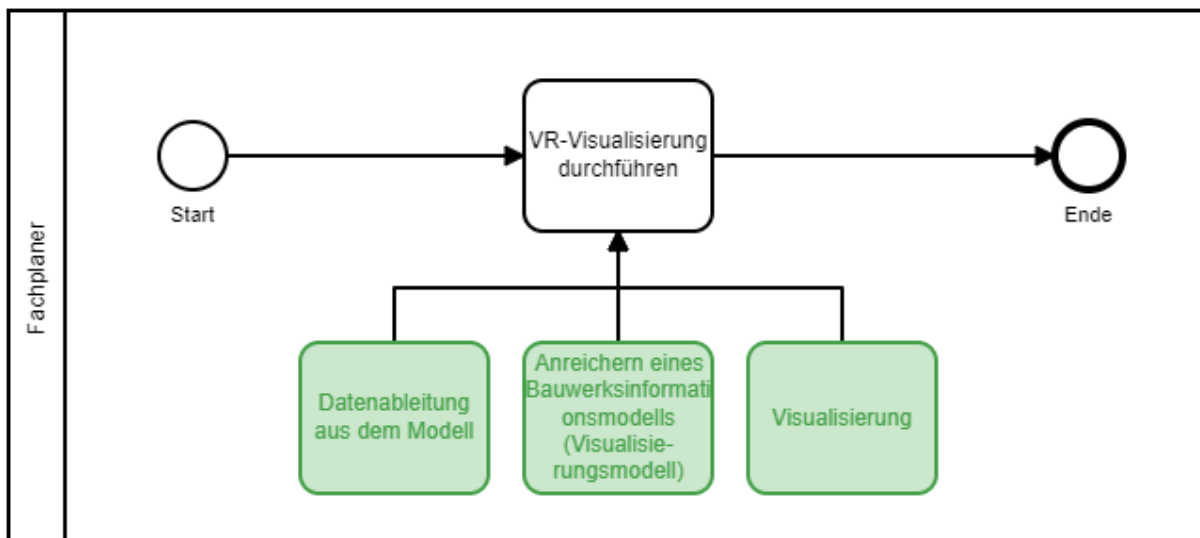 Fachplaner
VR-Visualisierung
durchführen
Start
Ende
Datenableitung
aus dem Modell
Anreichern eines
Bauwerksinformati
onsmodells
(Visualisie-
rungsmodell)
Visualisierung